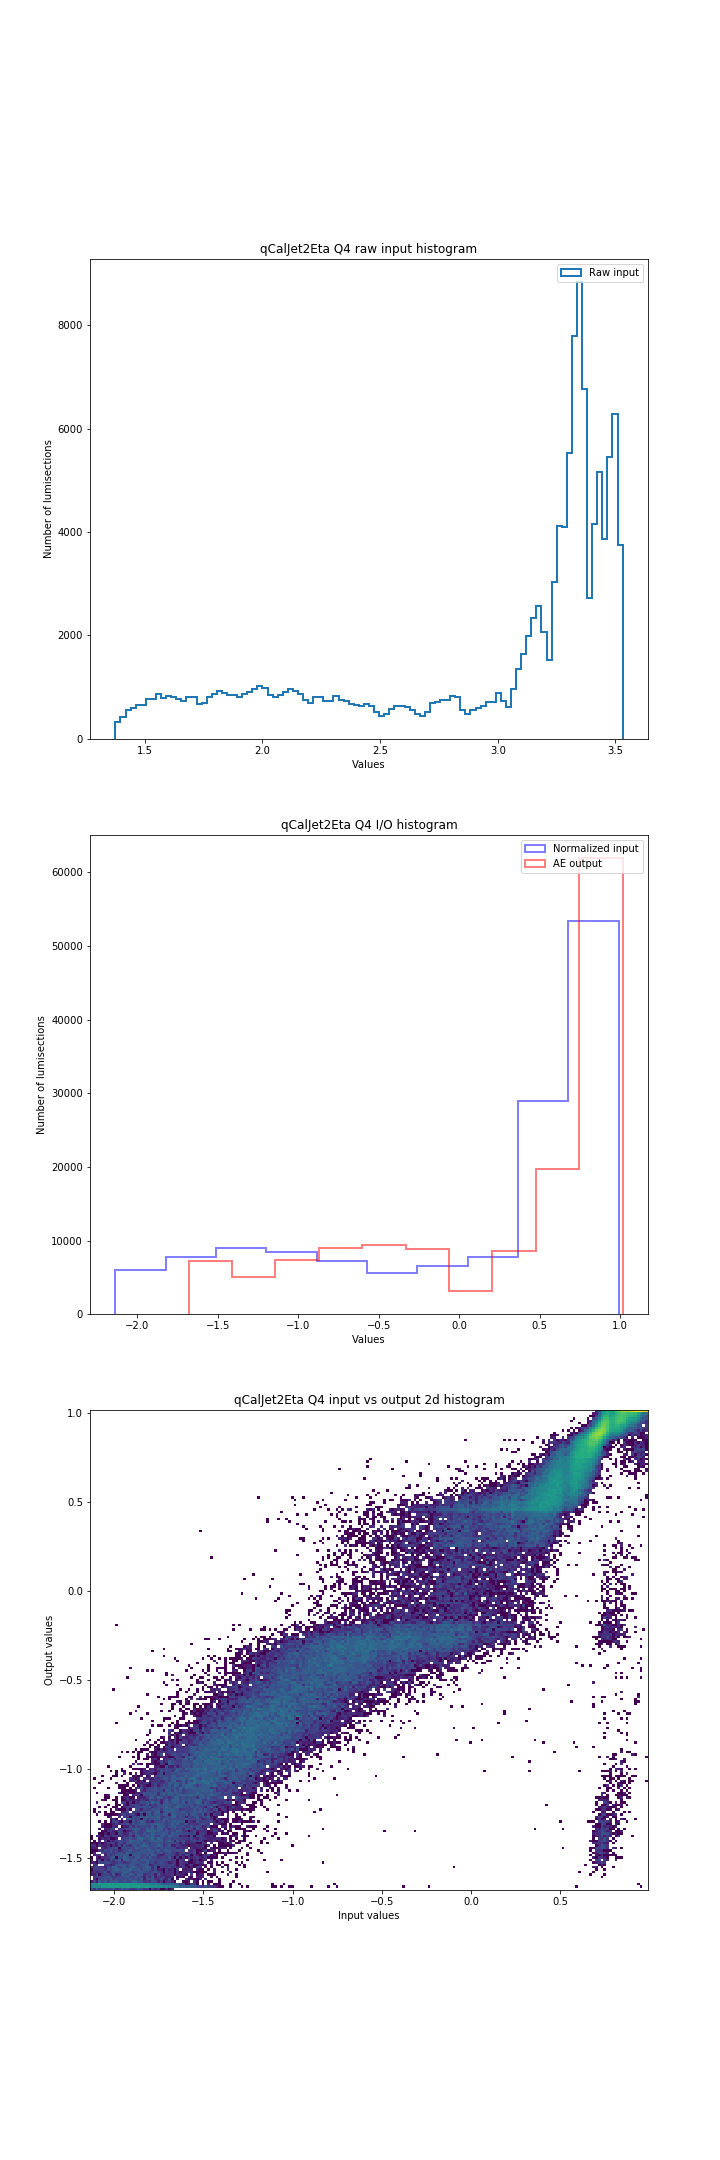 qCalJet2Eta Q4 raw input histogram
Raw input
8000
6000
4000
2000
0
Number of lumisections
1.5 2.0 2.5 3.0 3.5
Values
qCalJet2Eta Q4 I/O histogram
Normalized input
AE output
60000
50000
40000
30000
20000
10000
0
Number of lumisections
−2.0 −1.5 −1.0 −0.5 0.0 0.5 1.0
Values
qCalJet2Eta Q4 input vs output 2d histogram
1.0
0.5
0.0
−0.5
−1.0
−1.5
Output values
−2.0 −1.5 −1.0 −0.5 0.0 0.5
Input values